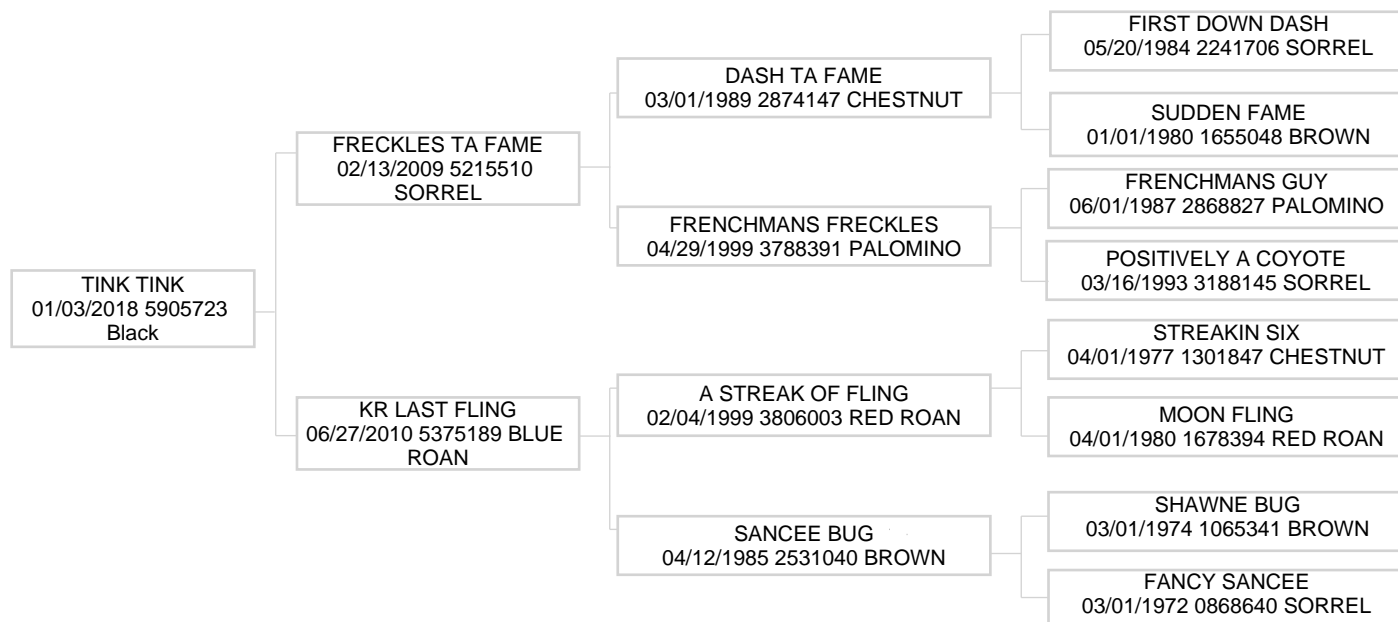 TINK TINK
01/03/2018 5905723
Black
FRECKLES TA FAME
02/13/2009 5215510
SORREL
KR LAST FLING
06/27/2010 5375189 BLUE
ROAN
DASH TA FAME
03/01/1989 2874147 CHESTNUT
FRENCHMANS FRECKLES
04/29/1999 3788391 PALOMINO
A STREAK OF FLING
02/04/1999 3806003 RED ROAN
SANCEE BUG
04/12/1985 2531040 BROWN
FIRST DOWN DASH
05/20/1984 2241706 SORREL
SUDDEN FAME
01/01/1980 1655048 BROWN
FRENCHMANS GUY
06/01/1987 2868827 PALOMINO
POSITIVELY A COYOTE
03/16/1993 3188145 SORREL
STREAKIN SIX
04/01/1977 1301847 CHESTNUT
MOON FLING
04/01/1980 1678394 RED ROAN
SHAWNE BUG
03/01/1974 1065341 BROWN
FANCY SANCEE
03/01/1972 0868640 SORREL